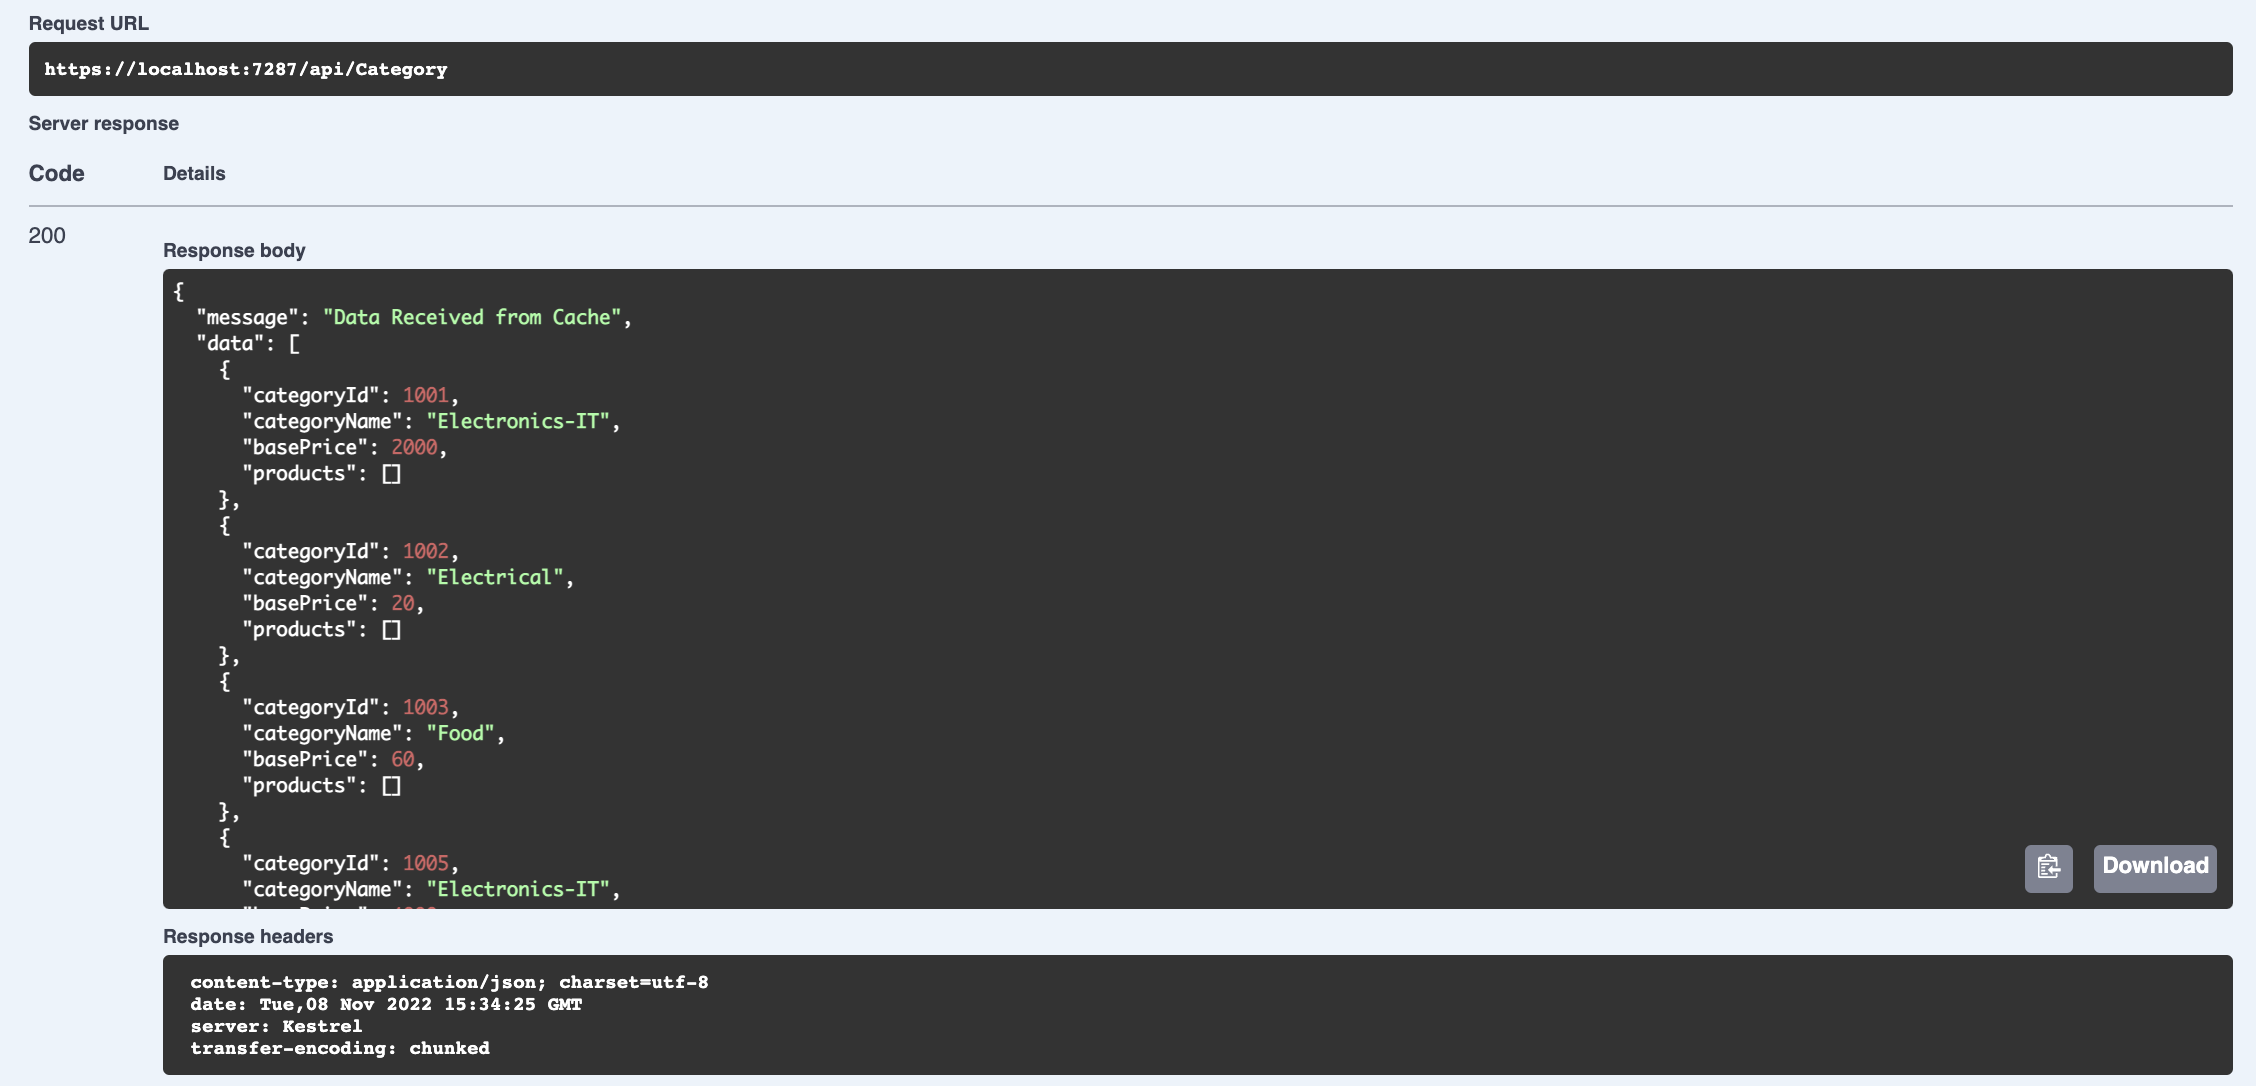 Request URL
https://localhost:7287/api/Category
Server response
Code Details
200
Response body
{
  "message": "Data Received from Cache",
  "data": [
    {
      "categoryId": 1001,
      "categoryName": "Electronics-IT",
      "basePrice": 2000,
      "products": []
    },
    {
      "categoryId": 1002,
      "categoryName": "Electrical",
      "basePrice": 20,
      "products": []
    },
    {
      "categoryId": 1003,
      "categoryName": "Food",
      "basePrice": 60,
      "products": []
    },
    {
      "categoryId": 1005,
      "categoryName": "Electronics-IT",
Download
Response headers
content-type: application/json; charset=utf-8
date: Tue,08 Nov 2022 15:34:25 GMT
server: Kestrel
transfer-encoding: chunked